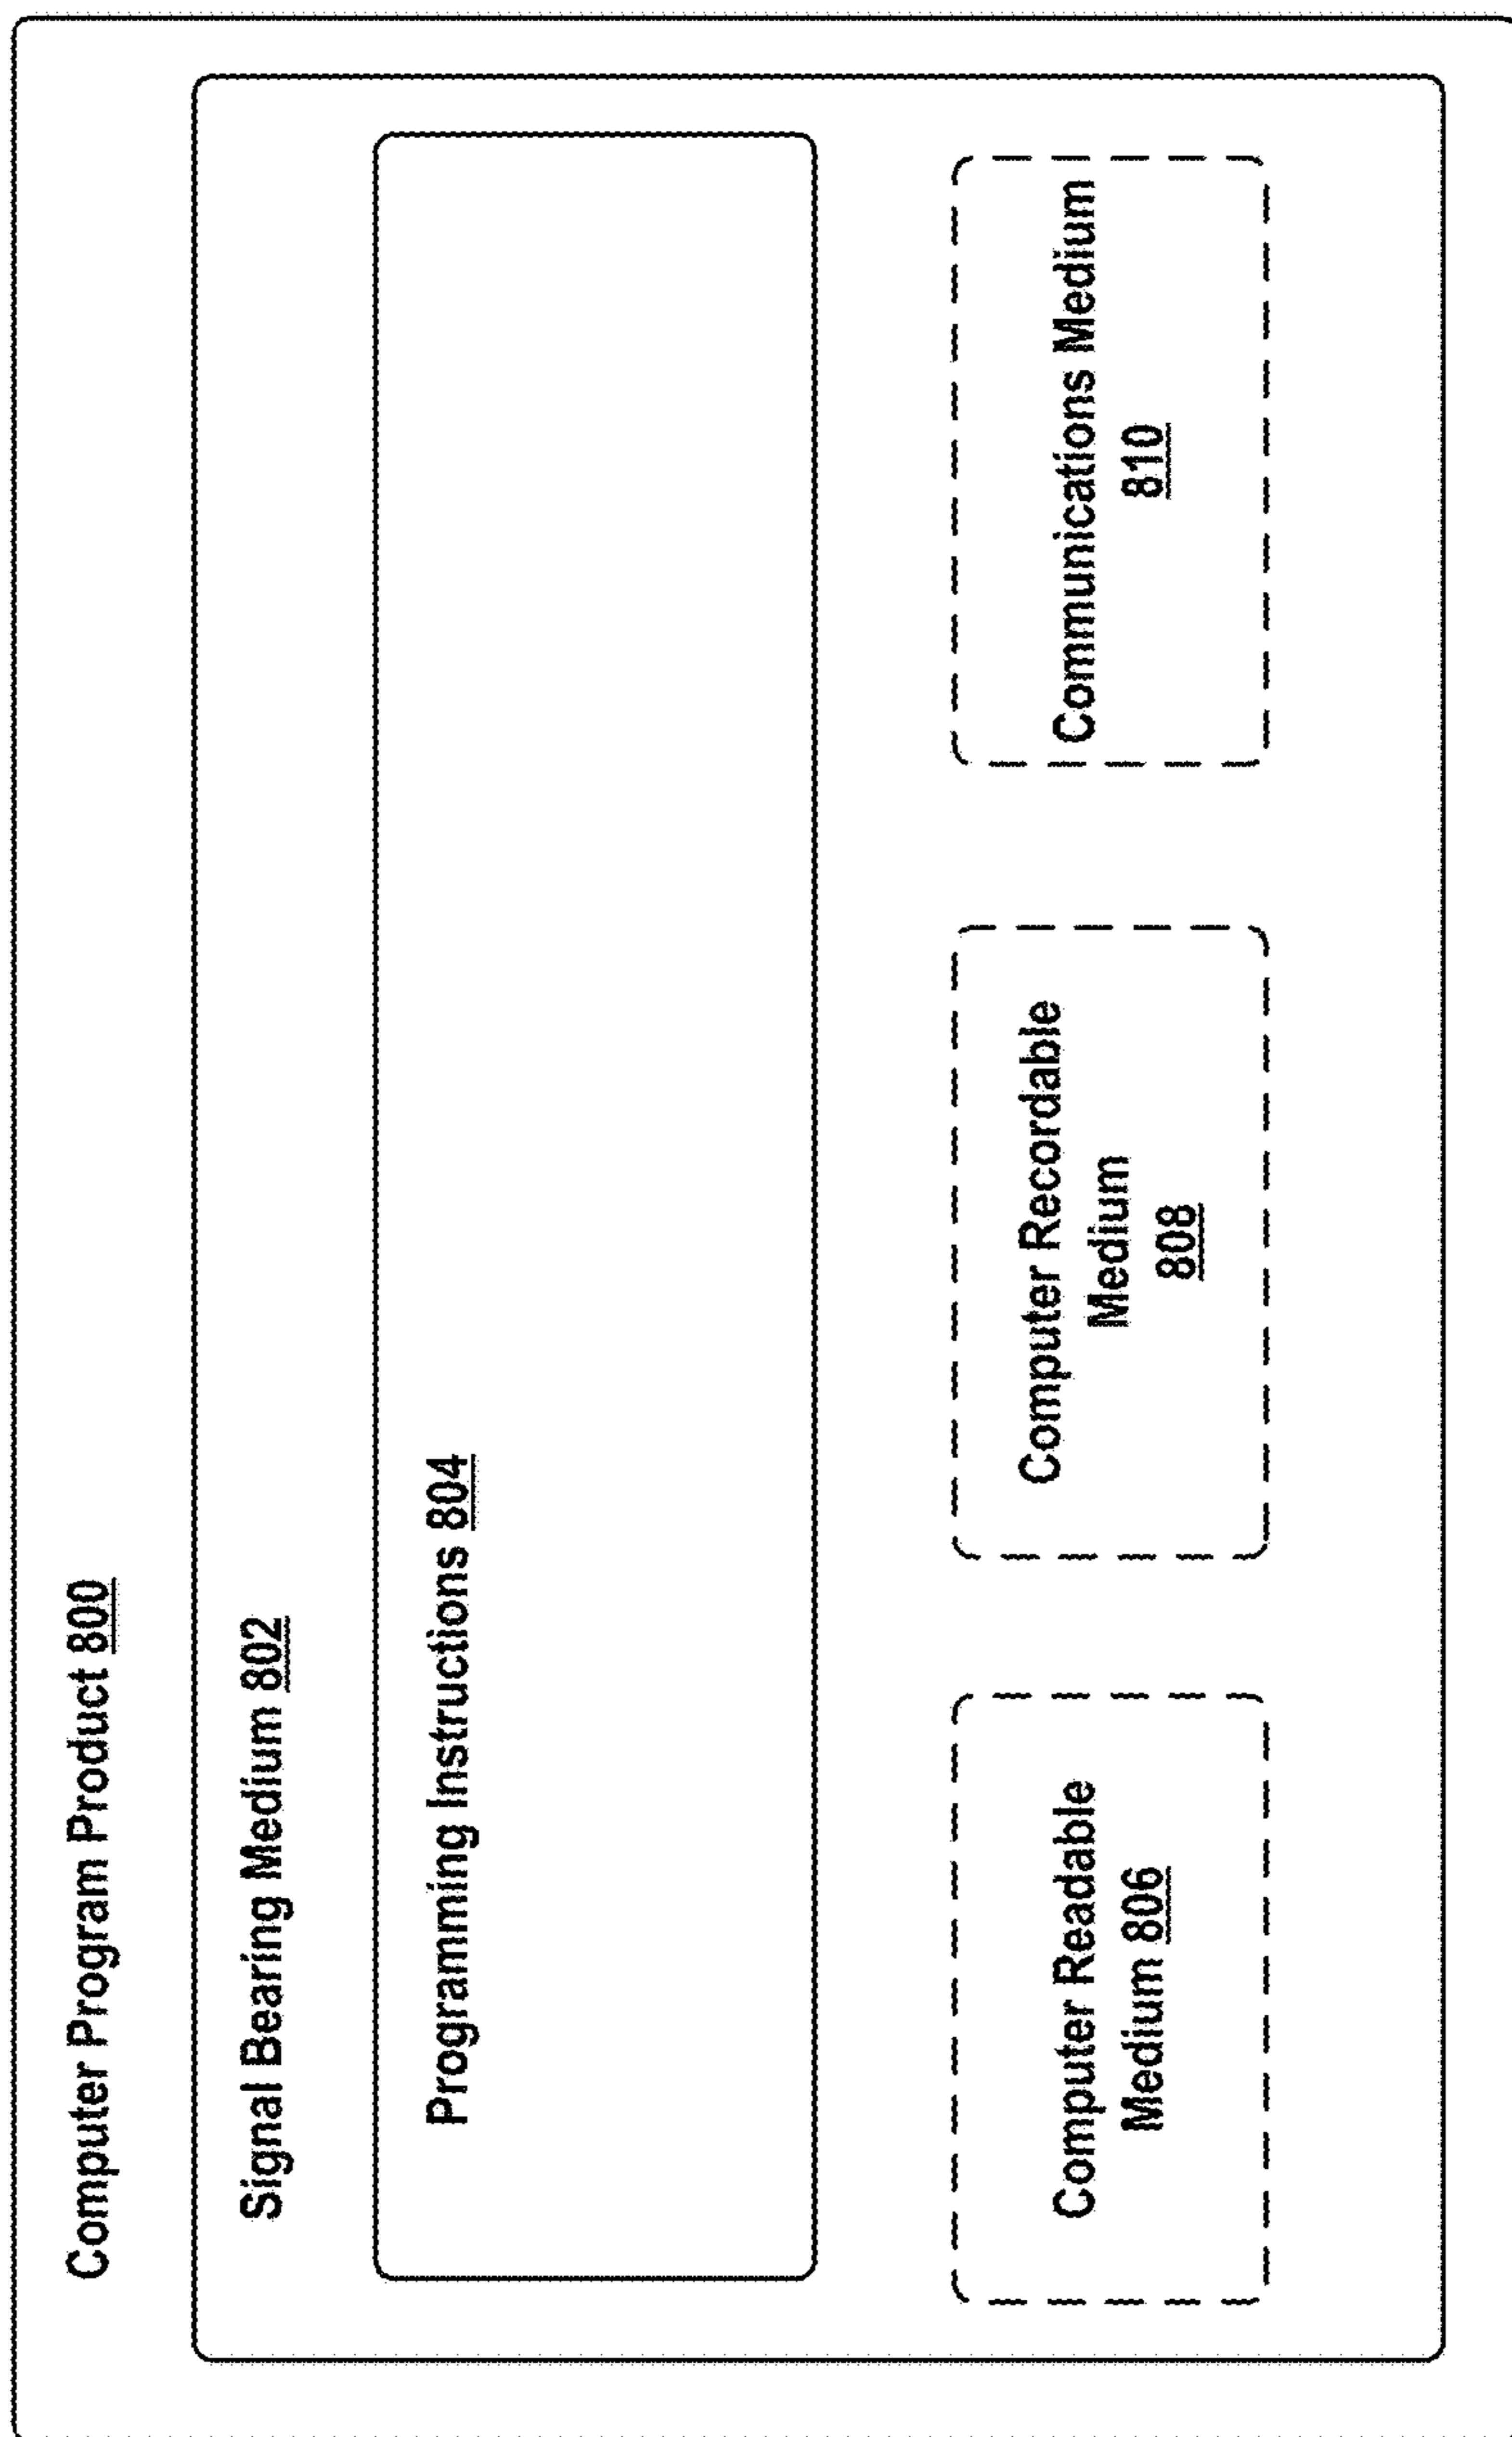 Computer Program Product 800
Signal Bearing Medium 802
Programming Instructions 804
Computer Readable
Medium 806
Computer Recordable
Medium
808
Communications Medium
810